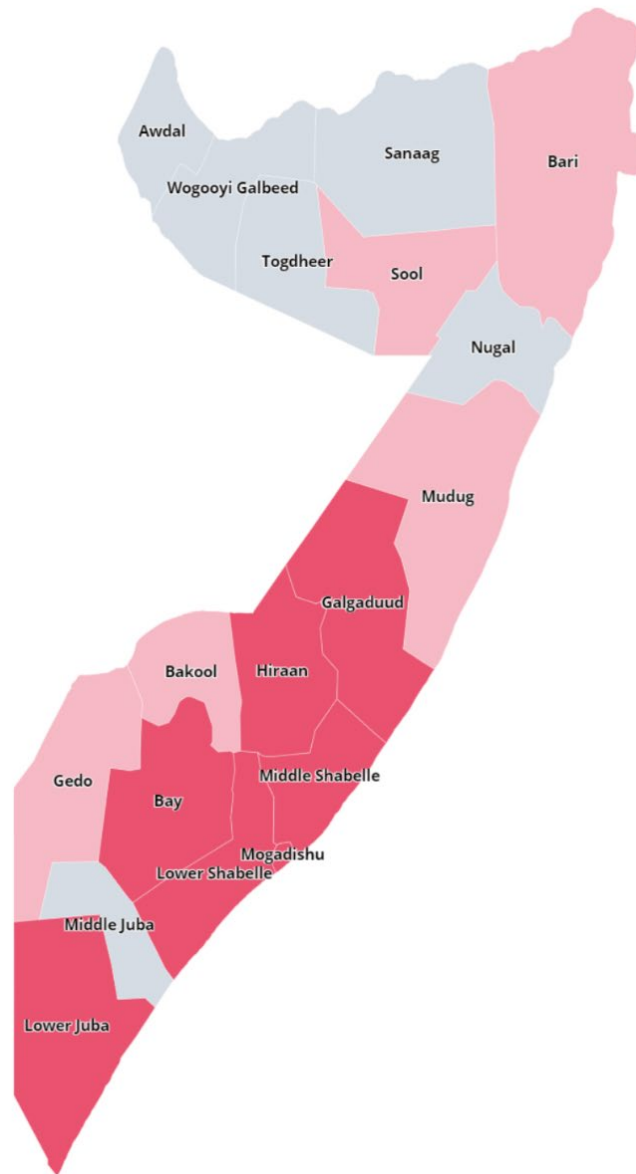 Awdal
Sanaag
Bari
Wogooyi Galbeed
Togdheer
Sool
Nugal
Mudug
Galgaduud
Bakool
Hiraan
Middle Shabelle
Gedo
Bay
Mogadishu
Lower Shabelle
Middle Juba
Lower Juba